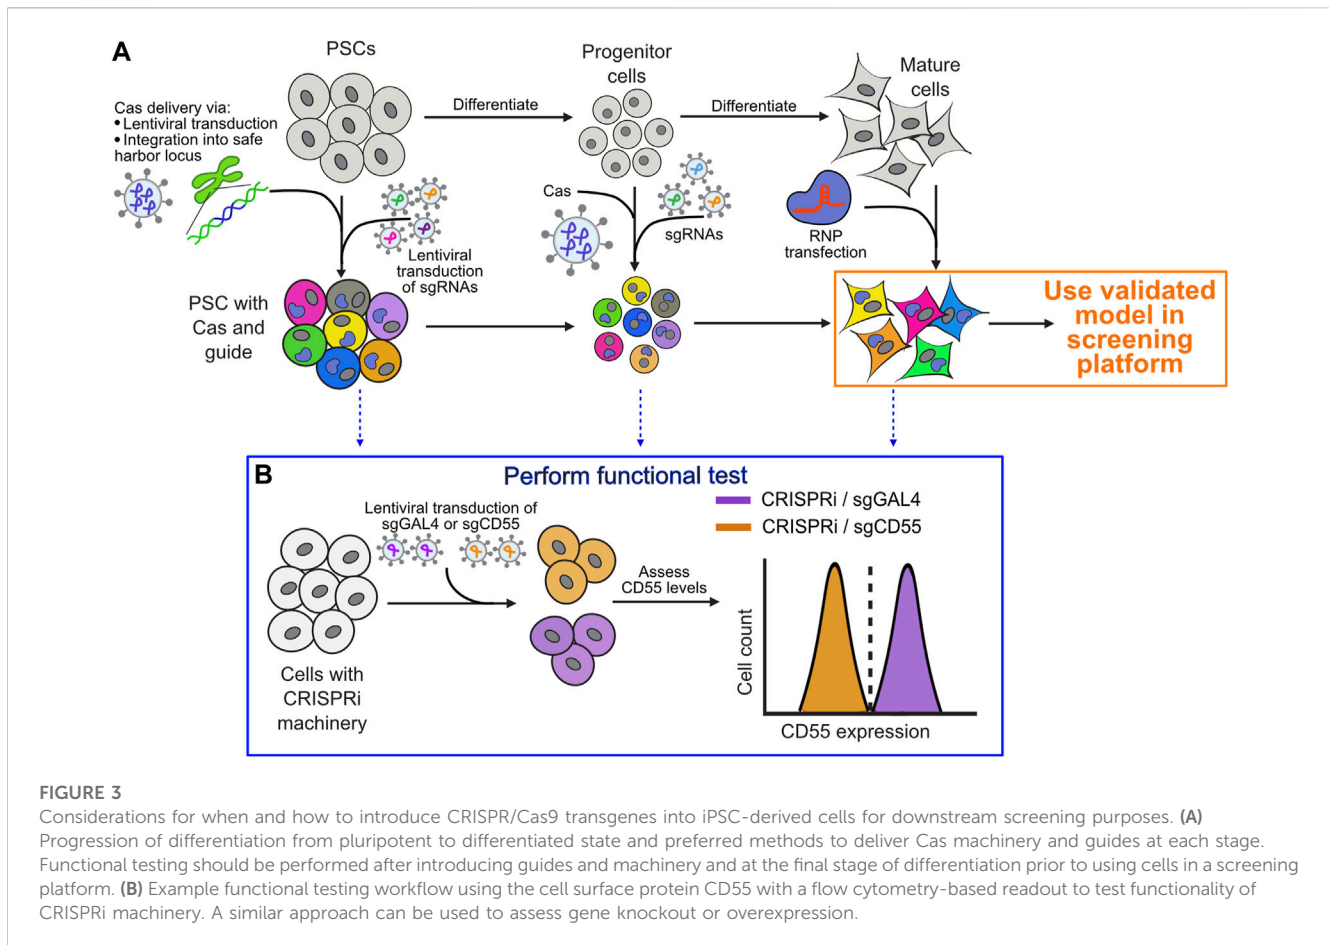 (A)
PSCs
Progenitor
cells
Mature
cells
Cas delivery via:
• Lentiviral transduction
• Integration into safe
harbor locus
Differentiate
Differentiate
Lentiviral
transduction
of sgRNAs
Cas
sgRNAs
RNP
transfection
PSC with
Cas and
guide
Use validated
model in
screening
platform
(B)
Perform functional test
Lentiviral transduction of
sgGAL4 or sgCD55
CRISPRi / sgGAL4
CRISPRi / sgCD55
Assess
CD55 levels
Cells with
CRISPRi
machinery
Cell count
CD55 expression
FIGURE 3
Considerations for when and how to introduce CRISPR/Cas9 transgenes into iPSC-derived cells for downstream screening purposes. (A)
Progression of differentiation from pluripotent to differentiated state and preferred methods to deliver Cas machinery and guides at each stage.
Functional testing should be performed after introducing guides and machinery and at the final stage of differentiation prior to using cells in a screening
platform. (B) Example functional testing workflow using the cell surface protein CD55 with a flow cytometry-based readout to test functionality of
CRISPRi machinery. A similar approach can be used to assess gene knockout or overexpression.